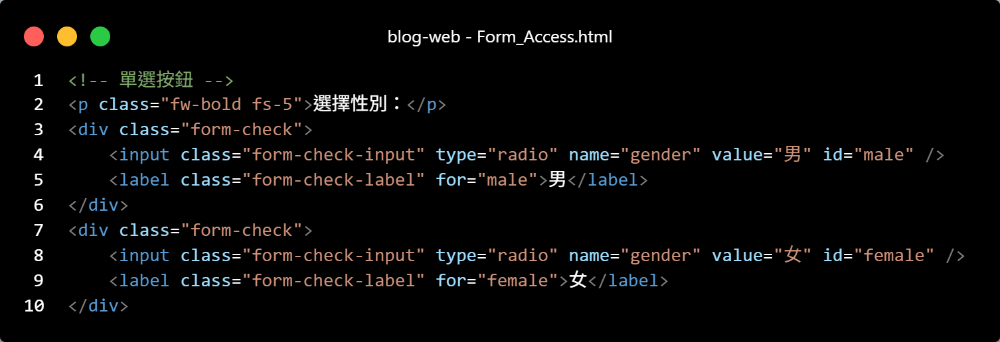 blog-web - Form_Access.html
1 <!-- 單選按鈕 -->
2 <p class="fw-bold fs-5">選擇性別：</p>
3 <div class="form-check">
4     <input class="form-check-input" type="radio" name="gender" value="男" id="male" />
5     <label class="form-check-label" for="male">男</label>
6 </div>
7 <div class="form-check">
8     <input class="form-check-input" type="radio" name="gender" value="女" id="female" />
9     <label class="form-check-label" for="female">女</label>
10 </div>